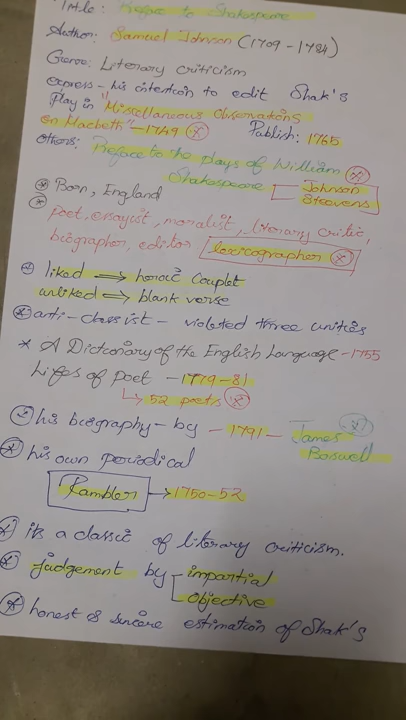 Title: Preface to Shakespeare
Author: Samuel Johnson (1709 - 1784)
Genre: Literary criticism
express - his intention to edit Shak's
play in "Miscellaneous Observations
on Macbeth" - 1749 Publish: 1765
others: Preface to the plays of William
Shakespeare Johnson
Steevens
Born, England
poet, essayist, moralist, literary critic,
biographer, editor lexicographer
liked ⟹ heroic couplet
unliked ⟹ blank verse
anti-classist - violated three unities
* A Dictionary of the English Language - 1755
Lifes of poet - 1779-81
↳ 52 poets
his biography - by - 1791 - James
Boswell
his own periodical
Rambler → 1750-52
its a classic of literary criticism.
judgement by impartial
objective
honest & sincere estimation of Shak's